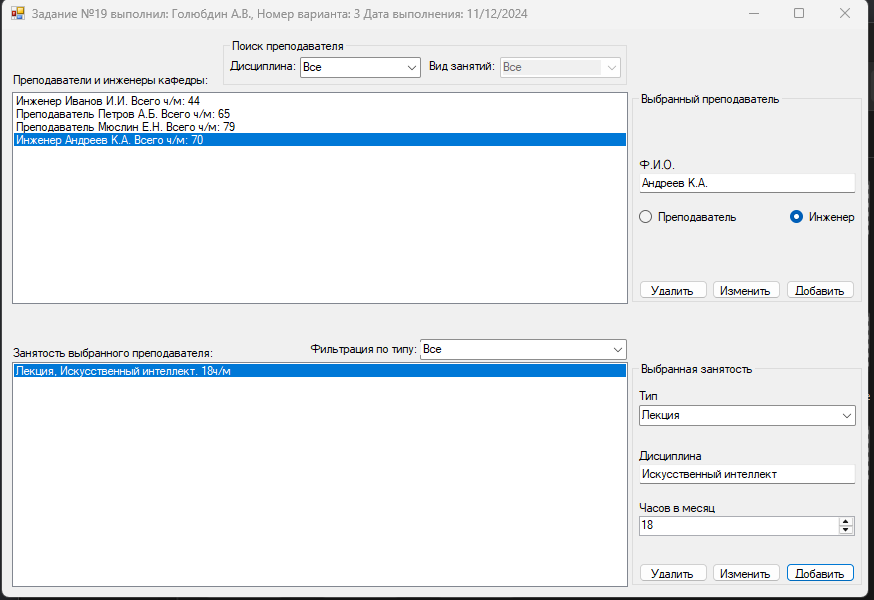 Задание №19 выполнил: Голюбдин А.В., Номер варианта: 3 Дата выполнения: 11/12/2024
Поиск преподавателя
Дисциплина: Все Вид занятий: Все
Преподаватели и инженеры кафедры:
Инженер Иванов И.И. Всего ч/м: 44
Преподаватель Петров А.Б. Всего ч/м: 65
Преподаватель Мюслин Е.Н. Всего ч/м: 79
Инженер Андреев К.А. Всего ч/м: 70
Выбранный преподаватель
Ф.И.О.
Андреев К.А.
Преподаватель Инженер
Удалить Изменить Добавить
Занятость выбранного преподавателя:
Фильтрация по типу: Все
Лекция, Искусственный интеллект. 18ч/м
Выбранная занятость
Тип
Лекция
Дисциплина
Искусственный интеллект
Часов в месяц
18
Удалить Изменить Добавить